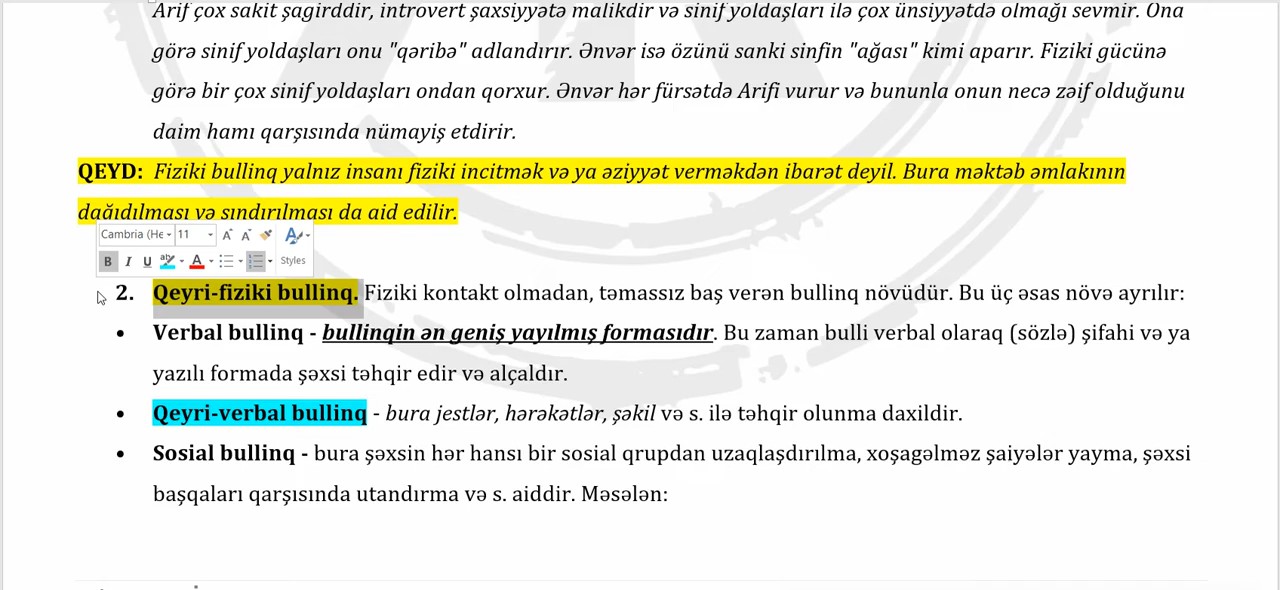 Arif çox sakit şagirddir, introvert şəxsiyyətə malikdir və sinif yoldaşları ilə çox ünsiyyətdə olmağı sevmir. Ona
görə sinif yoldaşları onu "qəribə" adlandırır. Ənvər isə özünü sanki sinfin "ağası" kimi aparır. Fiziki gücünə
görə bir çox sinif yoldaşları ondan qorxur. Ənvər hər fürsətdə Arifi vurur və bununla onun necə zəif olduğunu
daim hamı qarşısında nümayiş etdirir.
QEYD: Fiziki bullinq yalnız insanı fiziki incitmək və ya əziyyət verməkdən ibarət deyil. Bura məktəb əmlakının
dağıdılması və sındırılması da aid edilir.
Cambria (He 11
B I U Styles
2. Qeyri-fiziki bullinq. Fiziki kontakt olmadan, təmassız baş verən bullinq növüdür. Bu üç əsas növə ayrılır:
• Verbal bullinq - bullinqin ən geniş yayılmış formasıdır. Bu zaman bulli verbal olaraq (sözlə) şifahi və ya
yazılı formada şəxsi təhqir edir və alçaldır.
• Qeyri-verbal bullinq - bura jestlər, hərəkətlər, şəkil və s. ilə təhqir olunma daxildir.
• Sosial bullinq - bura şəxsin hər hansı bir sosial qrupdan uzaqlaşdırılma, xoşagəlməz şaiyələr yayma, şəxsi
başqaları qarşısında utandırma və s. aiddir. Məsələn: